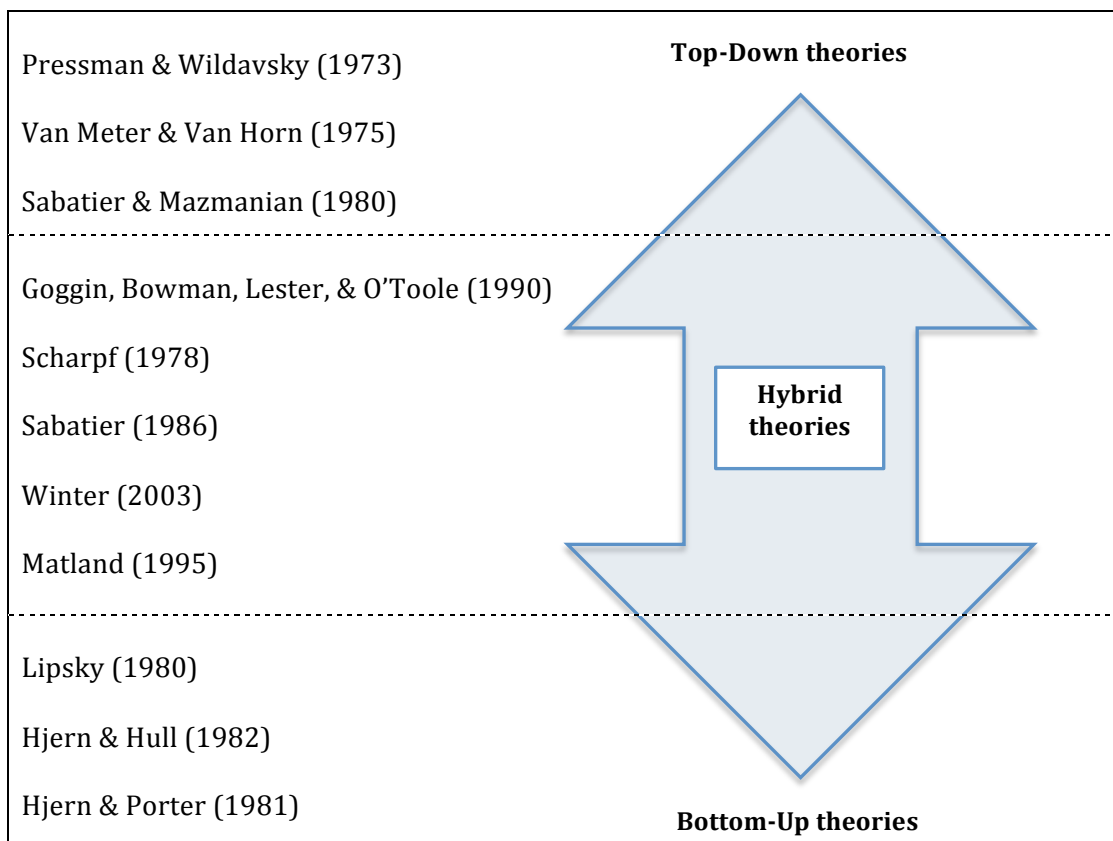 Pressman & Wildavsky (1973)
Top-Down theories
Van Meter & Van Horn (1975)
Sabatier & Mazmanian (1980)
Goggin, Bowman, Lester, & O’Toole (1990)
Scharpf (1978)
Hybrid
theories
Sabatier (1986)
Winter (2003)
Matland (1995)
Lipsky (1980)
Hjern & Hull (1982)
Hjern & Porter (1981)
Bottom-Up theories